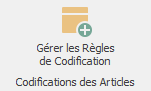 Gérer les Règles
de Codification
Codifications des Articles